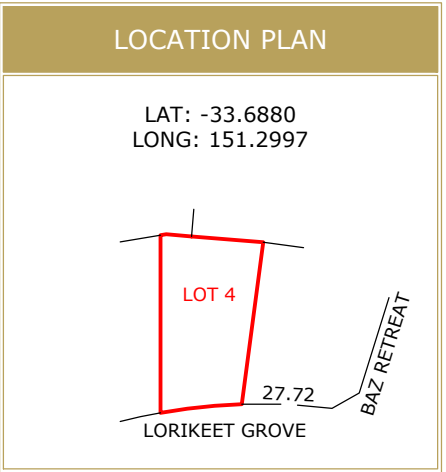 LOCATION PLAN
LAT: -33.6880
LONG: 151.2997
LOT 4
27.72
BAZ RETREAT
LORIKEET GROVE